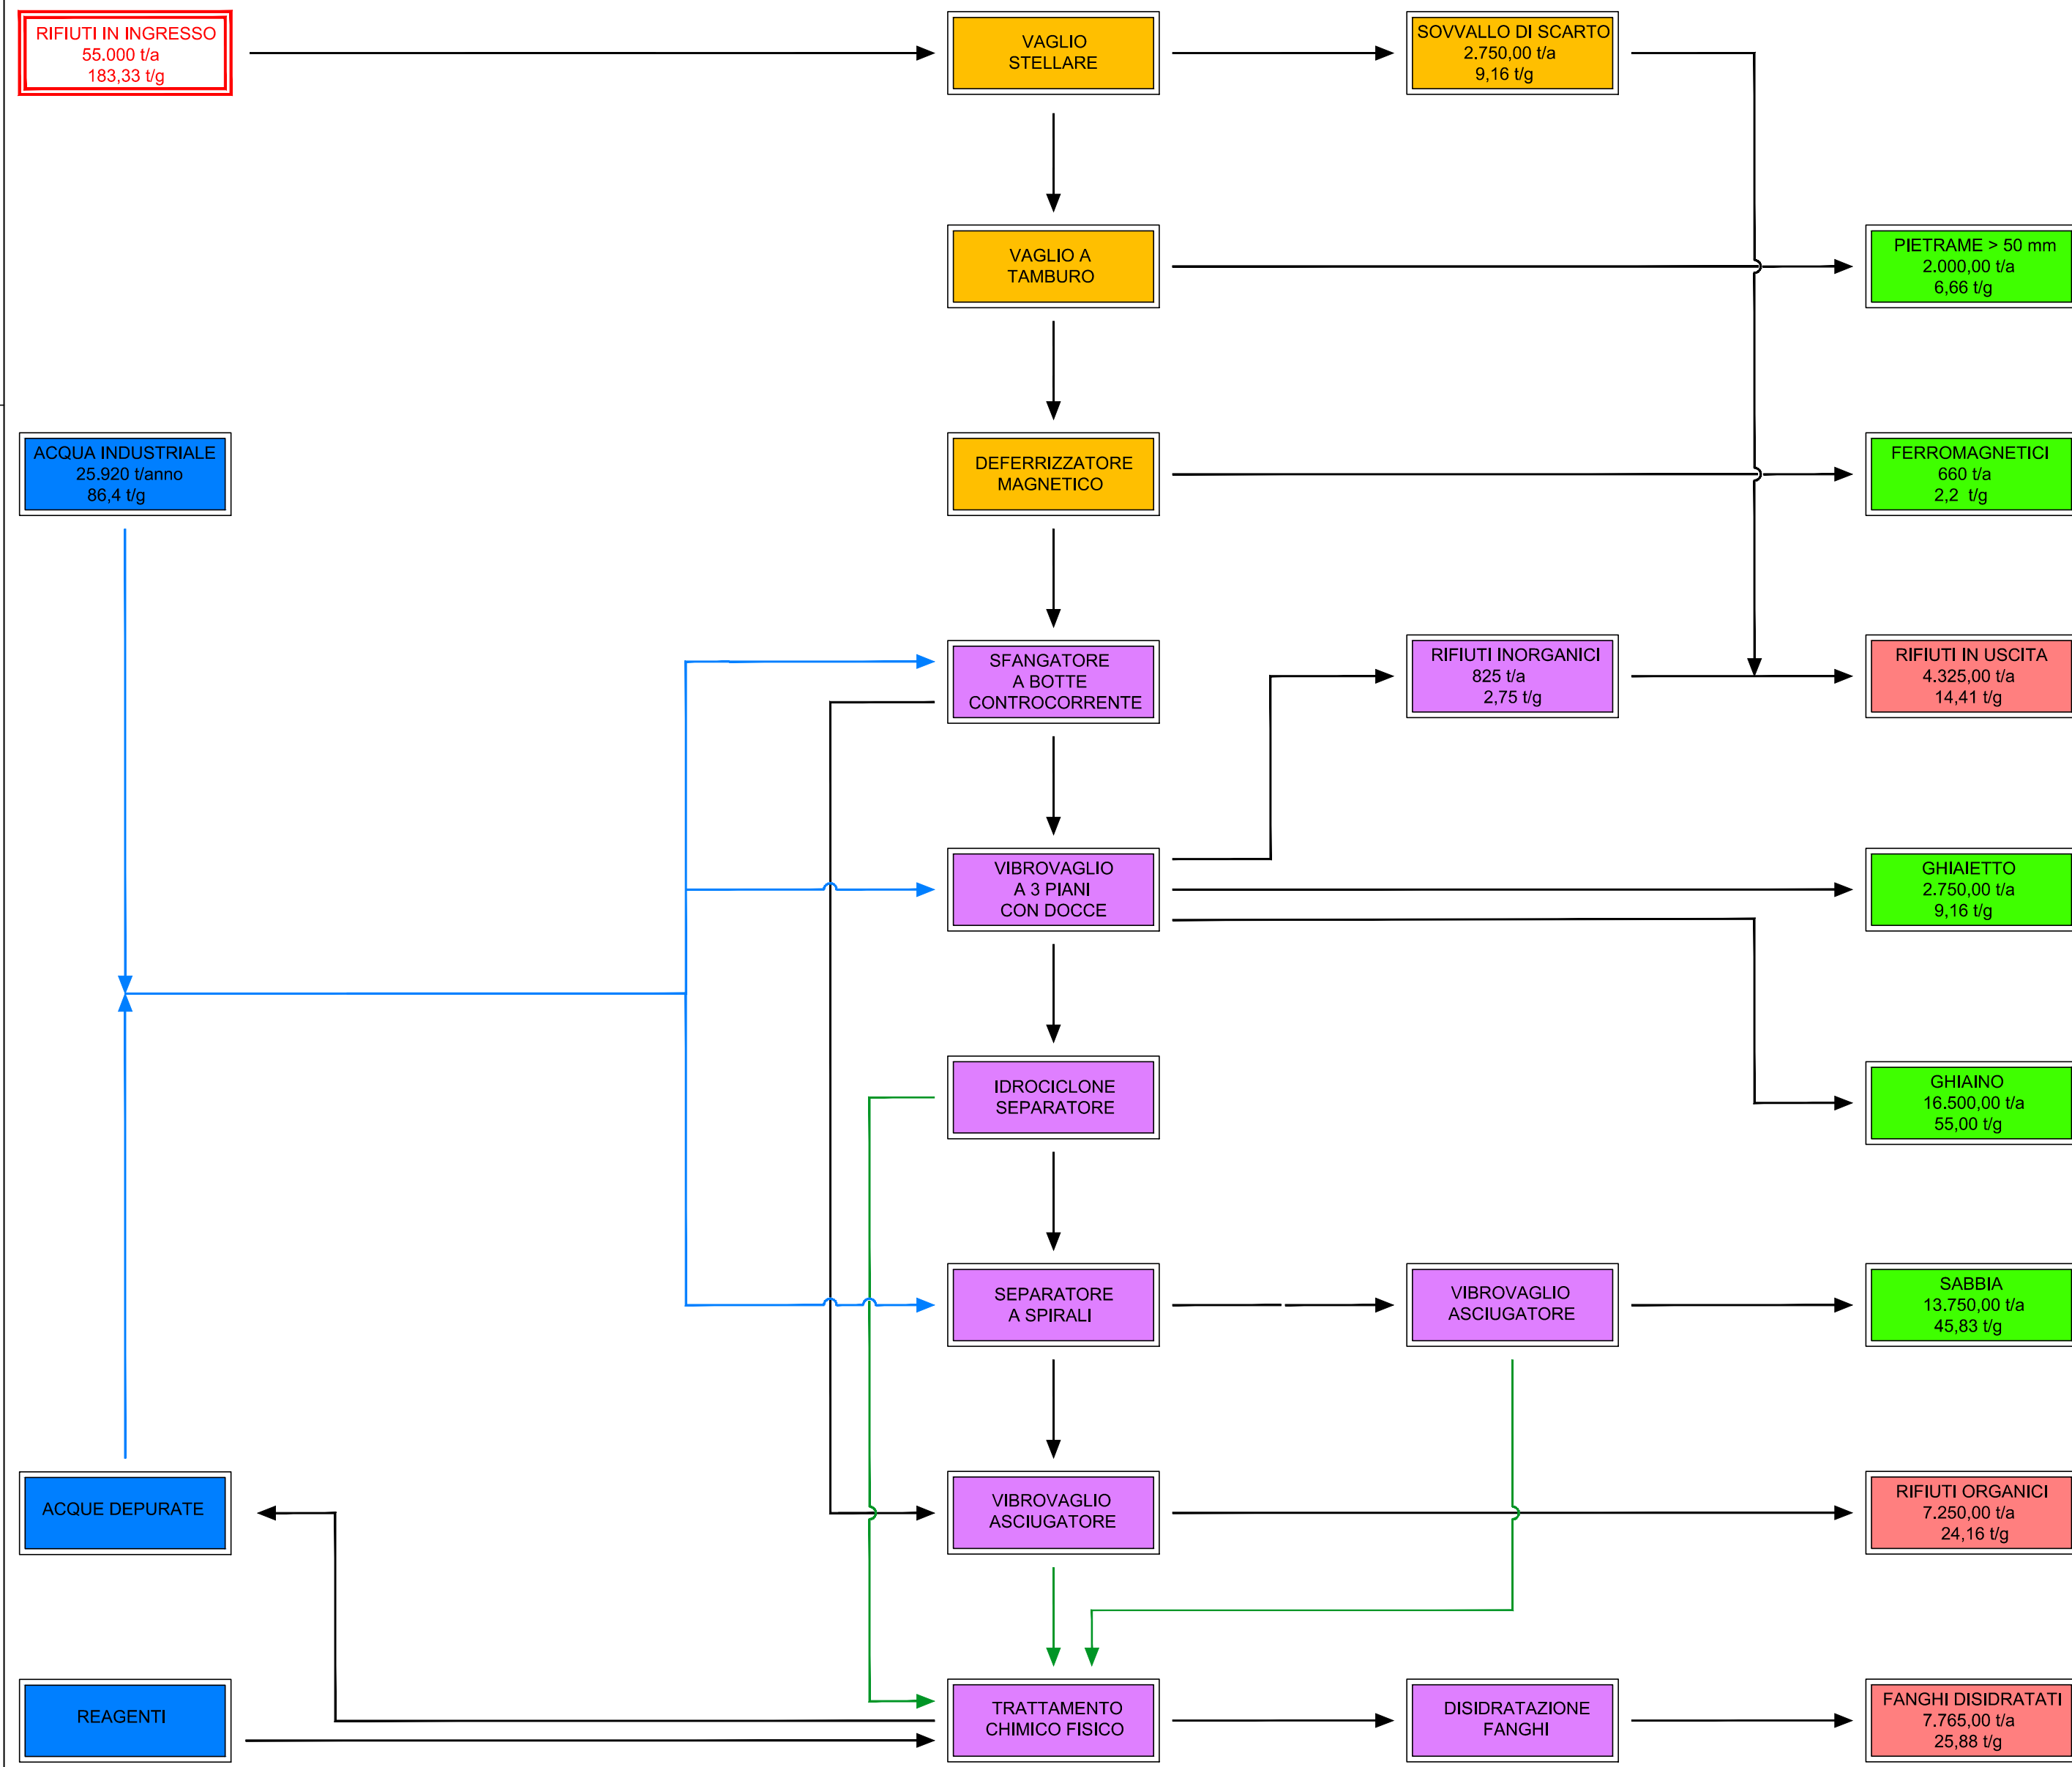 RIFIUTI IN INGRESSO
55.000 t/a
183,33 t/g
VAGLIO
STELLARE
SOVVALLO DI SCARTO
2.750,00 t/a
9,16 t/g
VAGLIO A
TAMBURO
PIETRAME > 50 mm
2.000,00 t/a
6,66 t/g
ACQUA INDUSTRIALE
25.920 t/anno
86,4 t/g
DEFERRIZZATORE
MAGNETICO
FERROMAGNETICI
660 t/a
2,2 t/g
SFANGATORE
A BOTTE
CONTROCORRENTE
RIFIUTI INORGANICI
825 t/a
2,75 t/g
RIFIUTI IN USCITA
4.325,00 t/a
14,41 t/g
VIBROVAGLIO
A 3 PIANI
CON DOCCE
GHIAIETTO
2.750,00 t/a
9,16 t/g
IDROCICLONE
SEPARATORE
GHIAINO
16.500,00 t/a
55,00 t/g
SEPARATORE
A SPIRALI
VIBROVAGLIO
ASCIUGATORE
SABBIA
13.750,00 t/a
45,83 t/g
ACQUE DEPURATE
VIBROVAGLIO
ASCIUGATORE
RIFIUTI ORGANICI
7.250,00 t/a
24,16 t/g
REAGENTI
TRATTAMENTO
CHIMICO FISICO
DISIDRATAZIONE
FANGHI
FANGHI DISIDRATATI
7.765,00 t/a
25,88 t/g